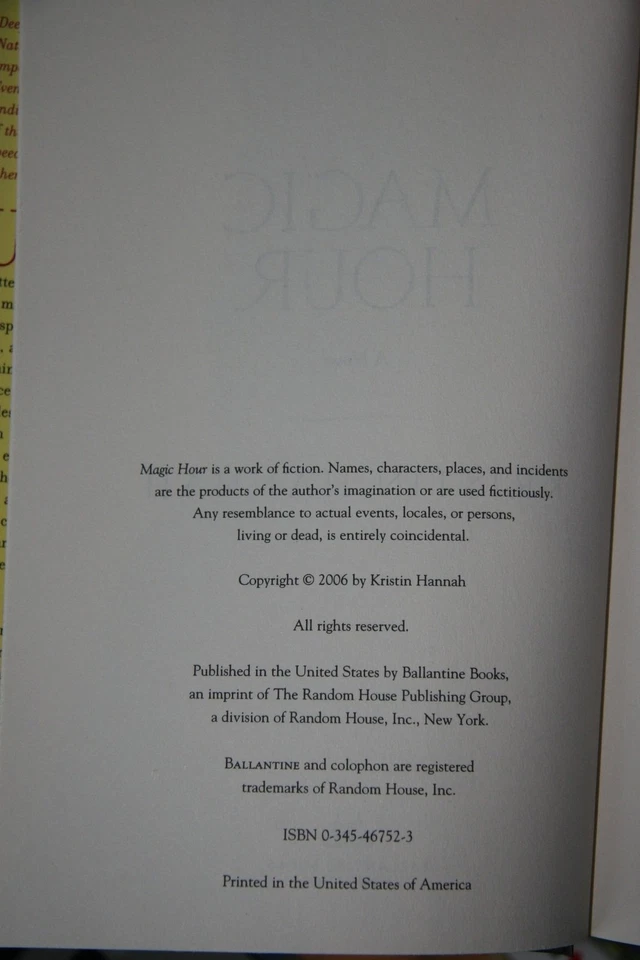 MAGIC
HOUR
Magic Hour is a work of fiction. Names, characters, places, and incidents
are the products of the author's imagination or are used fictitiously.
Any resemblance to actual events, locales, or persons,
living or dead, is entirely coincidental.
Copyright © 2006 by Kristin Hannah
All rights reserved.
Published in the United States by Ballantine Books,
an imprint of The Random House Publishing Group,
a division of Random House, Inc., New York.
BALLANTINE and colophon are registered
trademarks of Random House, Inc.
ISBN 0-345-46752-3
Printed in the United States of America